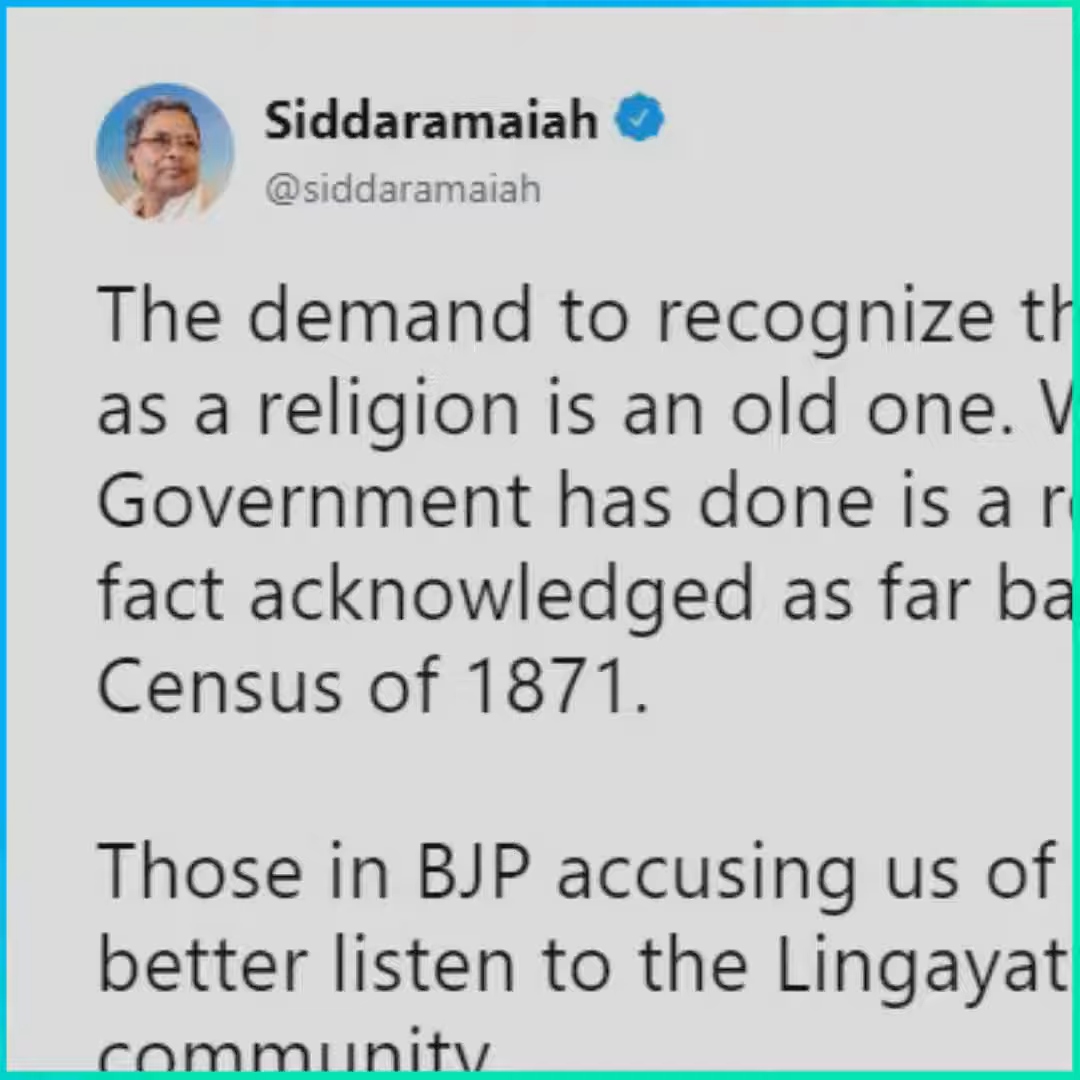 Siddaramaiah
@siddaramaiah
The demand to recognize th
as a religion is an old one.
Government has done is a
fact acknowledged as far ba
Census of 1871.
Those in BJP accusing us of
better listen to the Lingayat
community